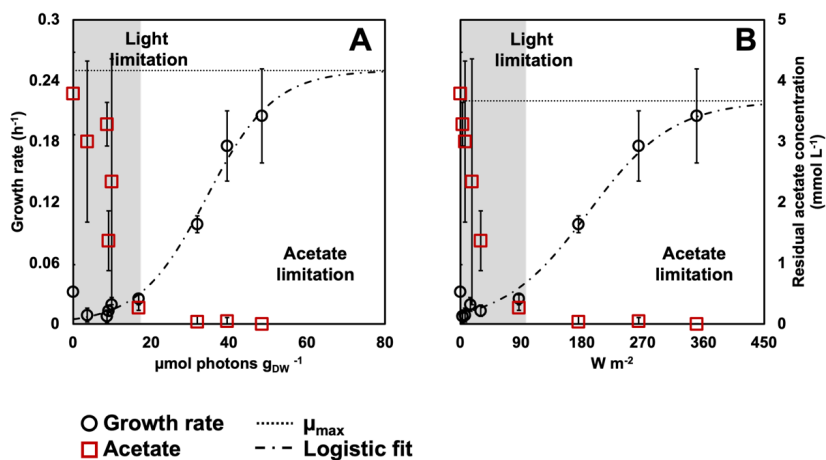 A
B
Light limitation
Light limitation
Acetate limitation
Acetate limitation
Growth rate (h⁻¹)
0.3
0.24
0.18
0.12
0.06
0
0 20 40 60 80
µmol photons g_DW ⁻¹
0 90 180 270 360 450
W m⁻²
5
4
3
2
1
0
Residual acetate concentration
(mmol L⁻¹)
Growth rate
µ_max
Acetate
Logistic fit